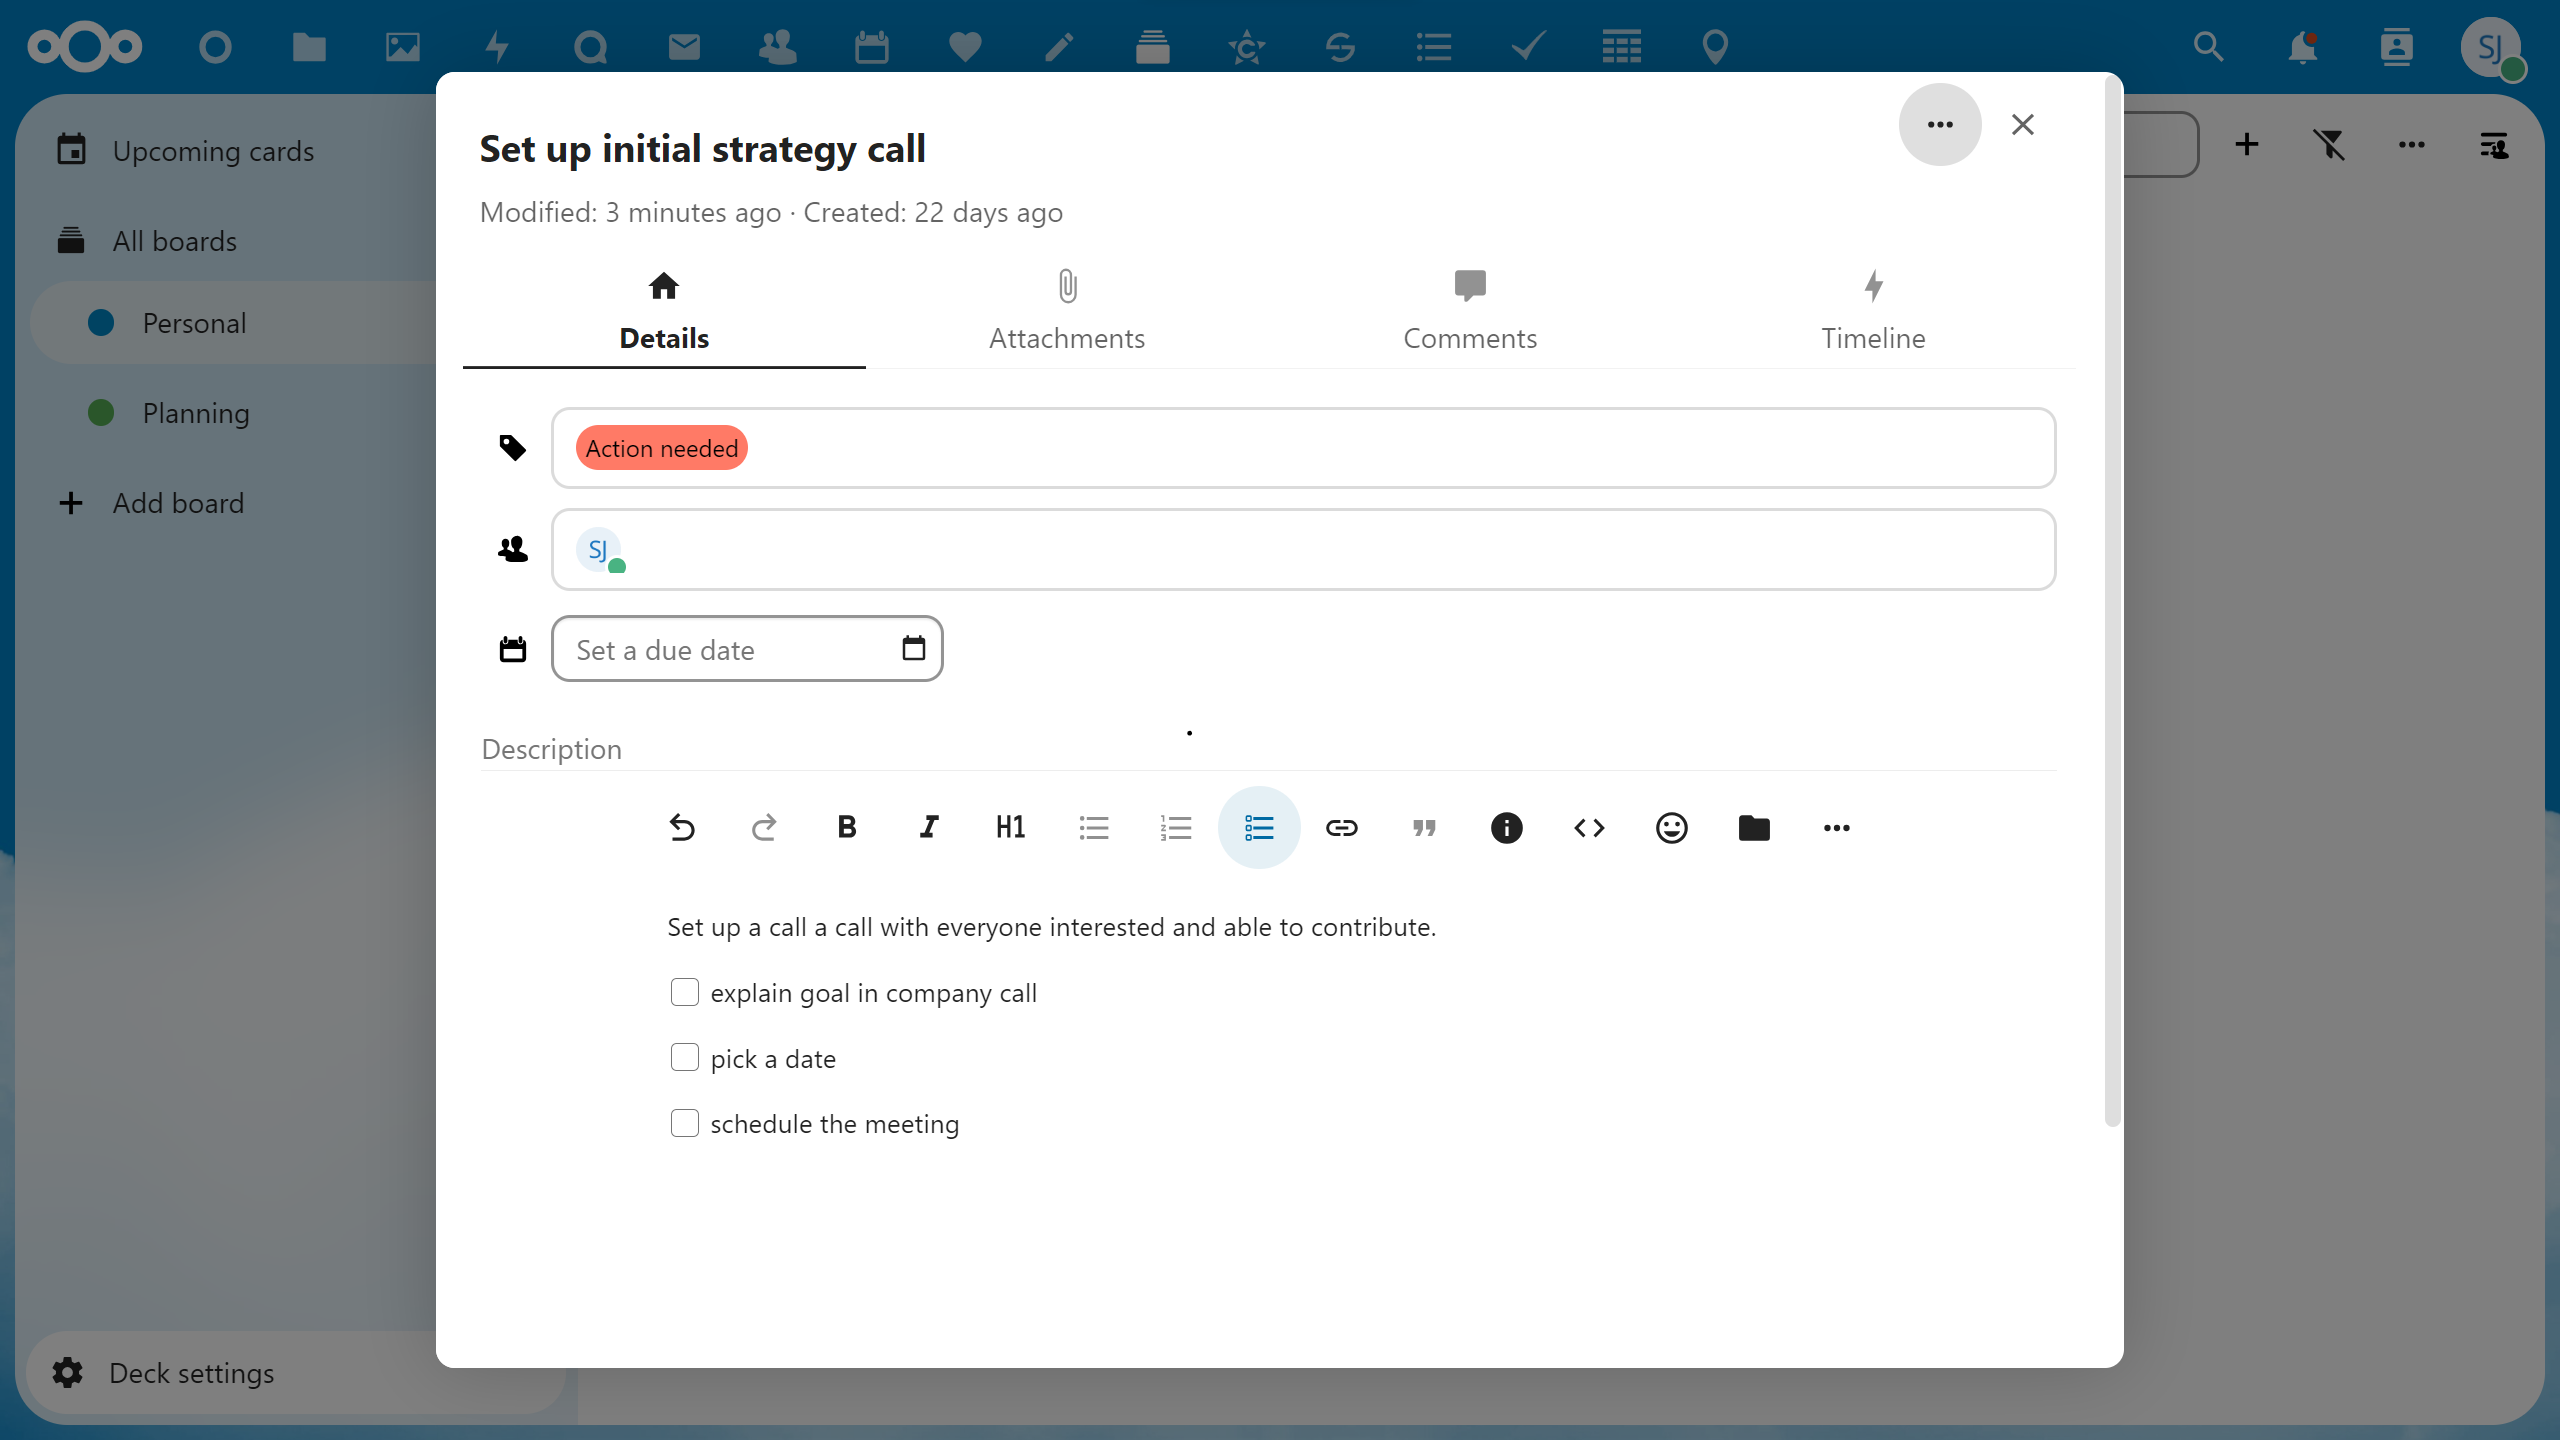 SJ
Upcoming cards
All boards
Personal
Planning
Add board
Deck settings
Set up initial strategy call
Modified: 3 minutes ago · Created: 22 days ago
Details
Attachments
Comments
Timeline
Action needed
SJ
Set a due date
Description
B I H1
Set up a call a call with everyone interested and able to contribute.
explain goal in company call
pick a date
schedule the meeting